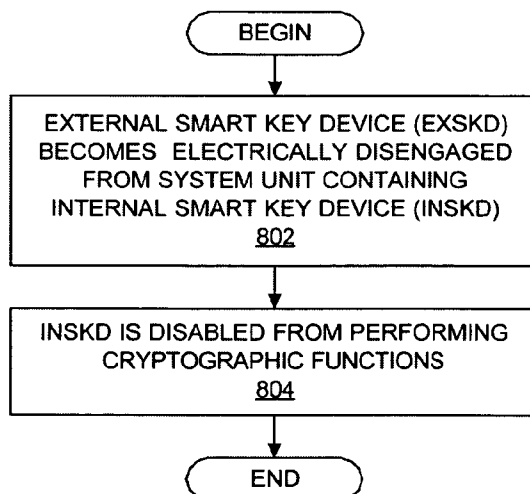 BEGIN
EXTERNAL SMART KEY DEVICE (EXSKD)
BECOMES ELECTRICALLY DISENGAGED
FROM SYSTEM UNIT CONTAINING
INTERNAL SMART KEY DEVICE (INSKD)
802
INSKD IS DISABLED FROM PERFORMING
CRYPTOGRAPHIC FUNCTIONS
804
END